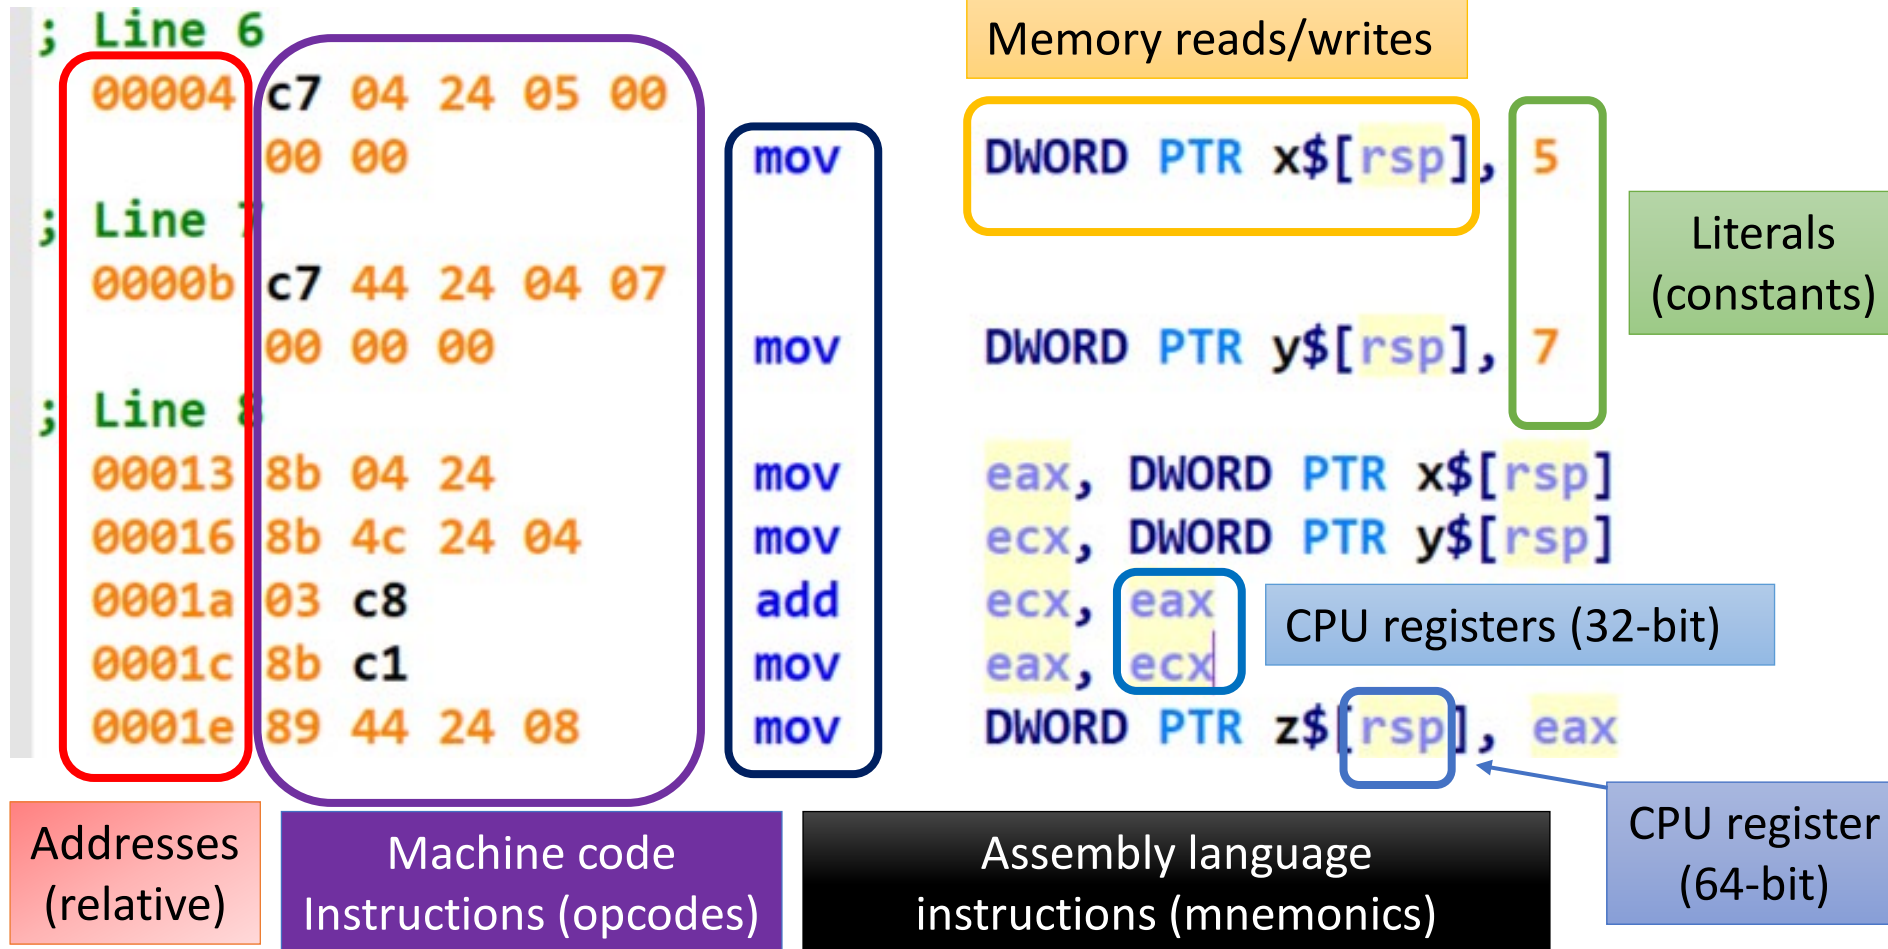 ; Line 6
00004 c7 04 24 05 00
00 00 mov DWORD PTR x$[rsp], 5
; Line 7
0000b c7 44 24 04 07
00 00 00 mov DWORD PTR y$[rsp], 7
; Line 8
00013 8b 04 24 mov eax, DWORD PTR x$[rsp]
00016 8b 4c 24 04 mov ecx, DWORD PTR y$[rsp]
0001a 03 c8 add ecx, eax
0001c 8b c1 mov eax, ecx
0001e 89 44 24 08 mov DWORD PTR z$[rsp], eax
Memory reads/writes
Literals
(constants)
CPU registers (32-bit)
CPU register
(64-bit)
Addresses
(relative)
Machine code
Instructions (opcodes)
Assembly language
instructions (mnemonics)